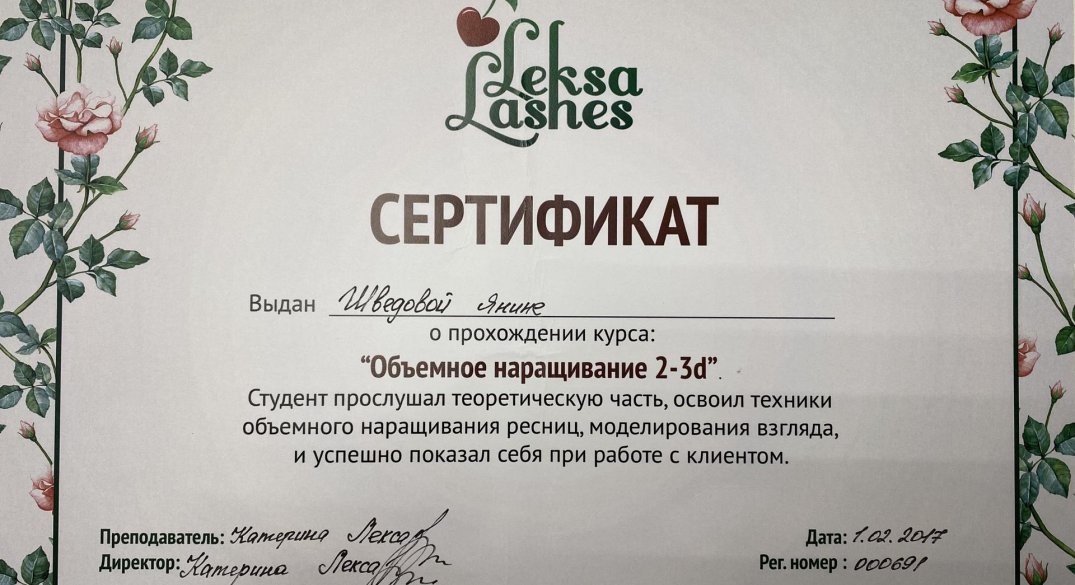 Leksa
Lashes
СЕРТИФИКАТ
Выдан Шведовой Янине
о прохождении курса:
“Объемное наращивание 2-3d”.
Студент прослушал теоретическую часть, освоил техники
объемного наращивания ресниц, моделирования взгляда,
и успешно показал себя при работе с клиентом.
Преподаватель: Катерина Лекса
Дата: 1.02.2017
Директор: Катерина Лекса
Рег. номер : 000691